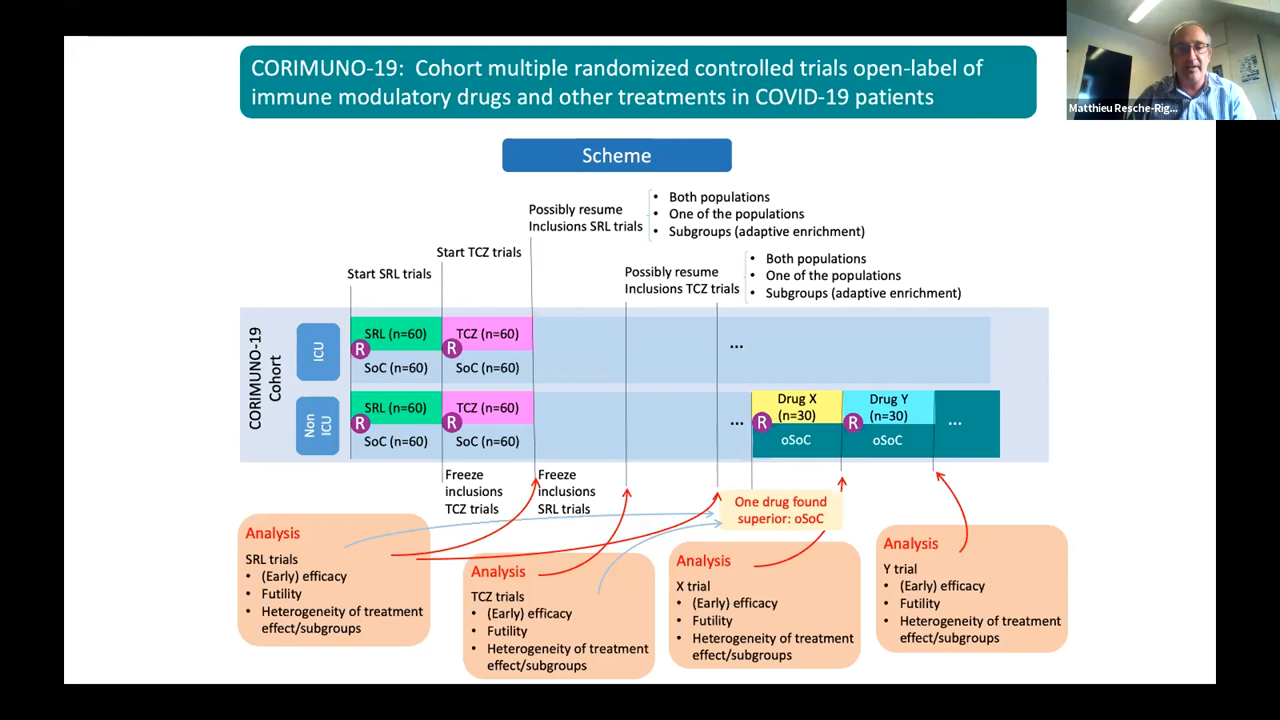 CORIMUNO-19: Cohort multiple randomized controlled trials open-label of
immune modulatory drugs and other treatments in COVID-19 patients
Matthieu Resche-Rig...
Scheme
Possibly resume
Inclusions SRL trials
• Both populations
• One of the populations
• Subgroups (adaptive enrichment)
Start TCZ trials
Start SRL trials
Possibly resume
Inclusions TCZ trials
• Both populations
• One of the populations
• Subgroups (adaptive enrichment)
CORIMUNO-19
Cohort
ICU
SRL (n=60)
R
SoC (n=60)
TCZ (n=60)
R
SoC (n=60)
...
Non
ICU
SRL (n=60)
R
SoC (n=60)
TCZ (n=60)
R
SoC (n=60)
...
Drug X
(n=30)
R
oSoC
Drug Y
(n=30)
R
oSoC
...
Freeze
inclusions
TCZ trials
Freeze
inclusions
SRL trials
One drug found
superior: oSoC
Analysis
SRL trials
• (Early) efficacy
• Futility
• Heterogeneity of treatment
effect/subgroups
Analysis
TCZ trials
• (Early) efficacy
• Futility
• Heterogeneity of treatment
effect/subgroups
Analysis
X trial
• (Early) efficacy
• Futility
• Heterogeneity of treatment
effect/subgroups
Analysis
Y trial
• (Early) efficacy
• Futility
• Heterogeneity of treatment
effect/subgroups